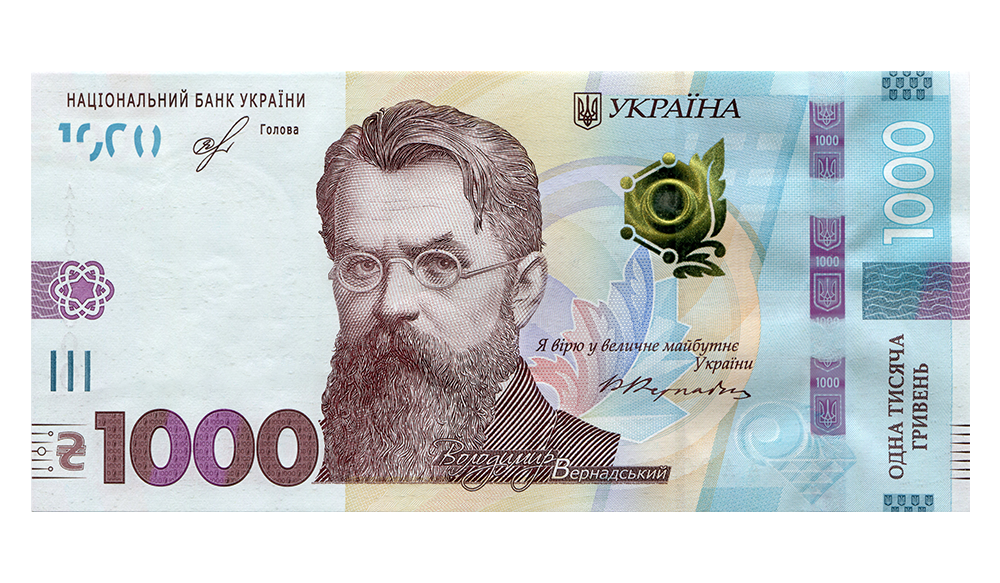 НАЦІОНАЛЬНИЙ БАНК УКРАЇНИ
Голова
УКРАЇНА
1000
1000
1000
1000
1000
Я вірю у величне майбутнє
України
В Вернадський
ОДНА ТИСЯЧА
ГРИВЕНЬ
₴1000
Володимир
Вернадський